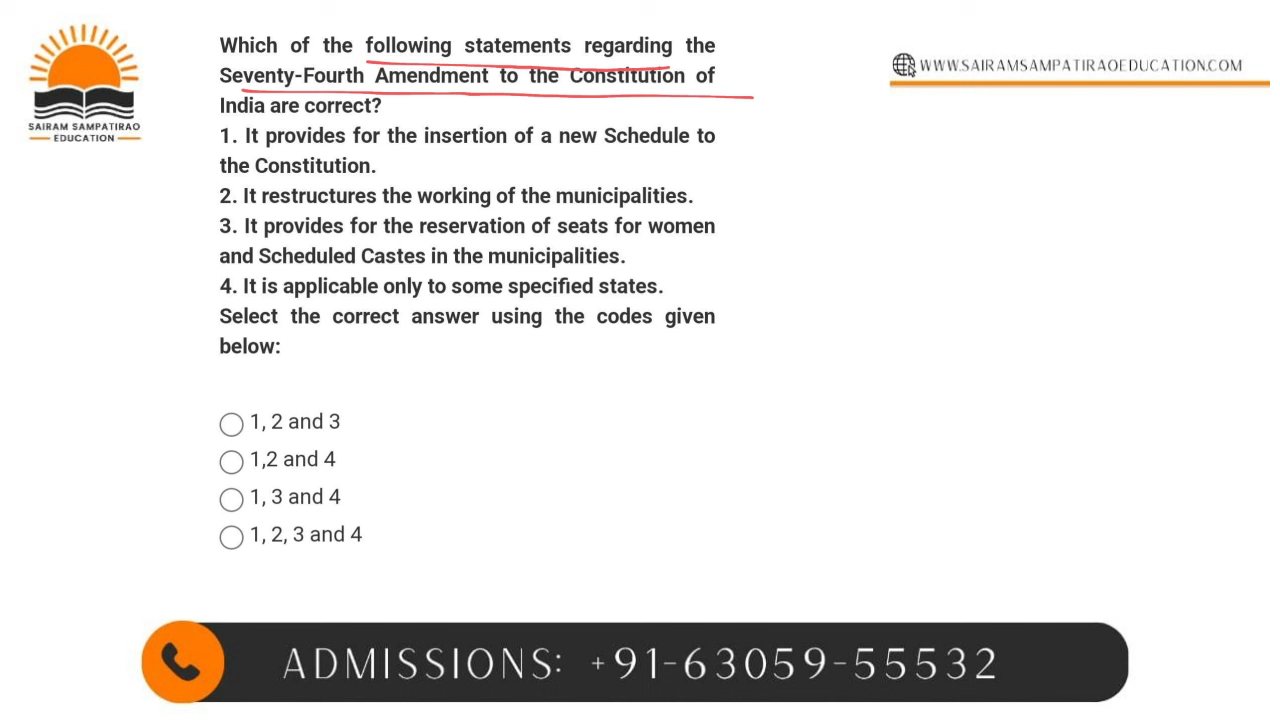 SAIRAM SAMPATIRAO
EDUCATION
WWW.SAIRAMSAMPATIRAOEDUCATION.COM
Which of the following statements regarding the
Seventy-Fourth Amendment to the Constitution of
India are correct?
1. It provides for the insertion of a new Schedule to
the Constitution.
2. It restructures the working of the municipalities.
3. It provides for the reservation of seats for women
and Scheduled Castes in the municipalities.
4. It is applicable only to some specified states.
Select the correct answer using the codes given
below:
1, 2 and 3
1,2 and 4
1, 3 and 4
1, 2, 3 and 4
ADMISSIONS: +91-63059-55532